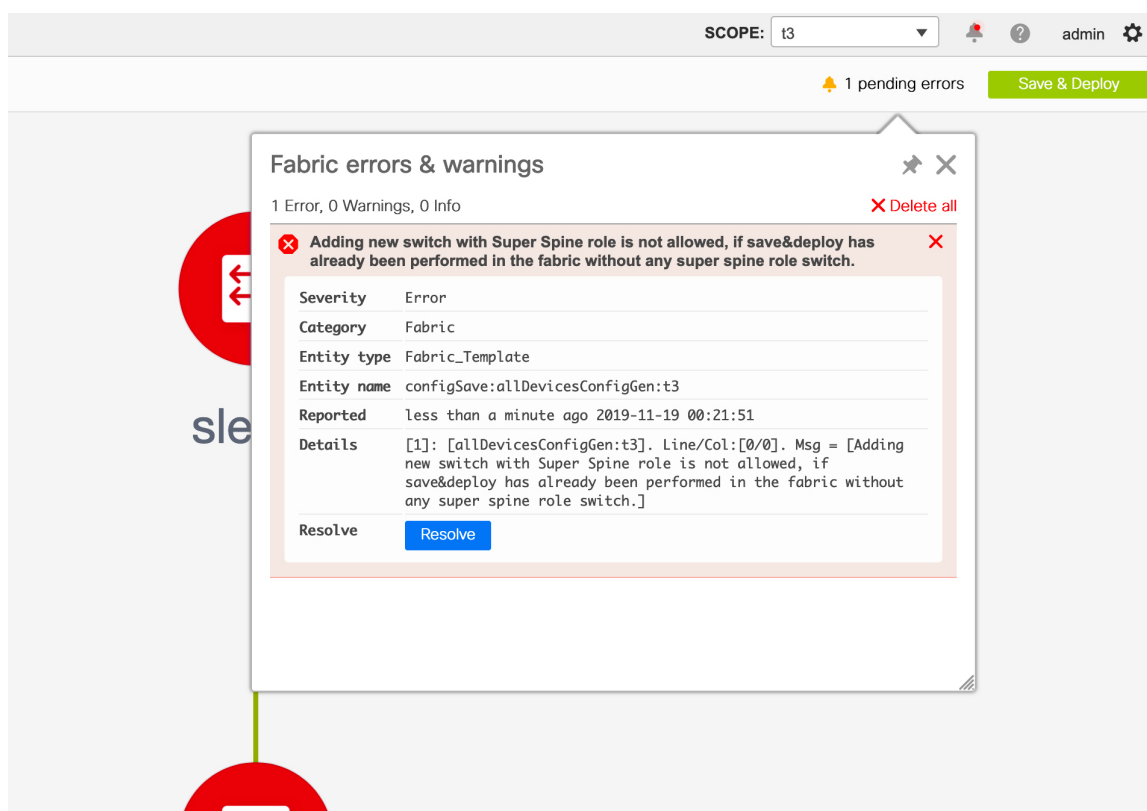 SCOPE: t3 admin
1 pending errors Save & Deploy
Fabric errors & warnings
1 Error, 0 Warnings, 0 Info Delete all
Adding new switch with Super Spine role is not allowed, if save&deploy has
already been performed in the fabric without any super spine role switch.
Severity Error
Category Fabric
Entity type Fabric_Template
Entity name configSave:allDevicesConfigGen:t3
Reported less than a minute ago 2019-11-19 00:21:51
Details [1]: [allDevicesConfigGen:t3]. Line/Col:[0/0]. Msg = [Adding
new switch with Super Spine role is not allowed, if
save&deploy has already been performed in the fabric without
any super spine role switch.]
Resolve Resolve
sle